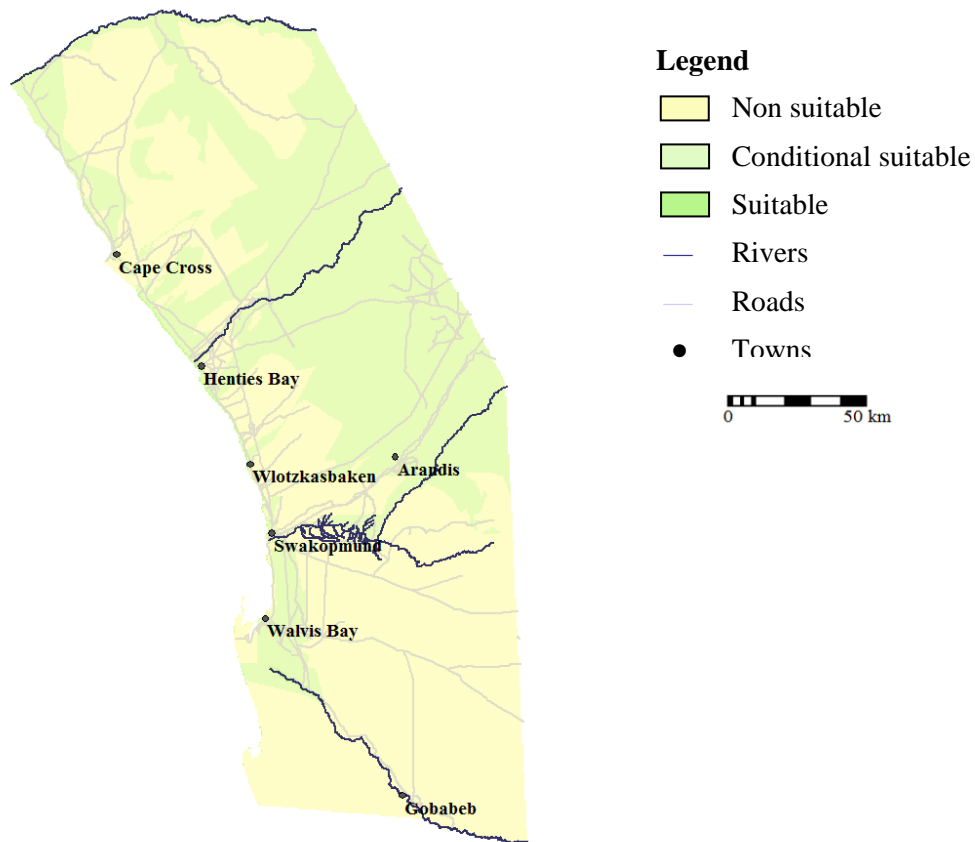 Legend
Non suitable
Conditional suitable
Suitable
Rivers
Roads
Towns
0 50 km
Cape Cross
Henties Bay
Wlotzkasbaken
Arandis
Swakopmund
Walvis Bay
Gobabeb